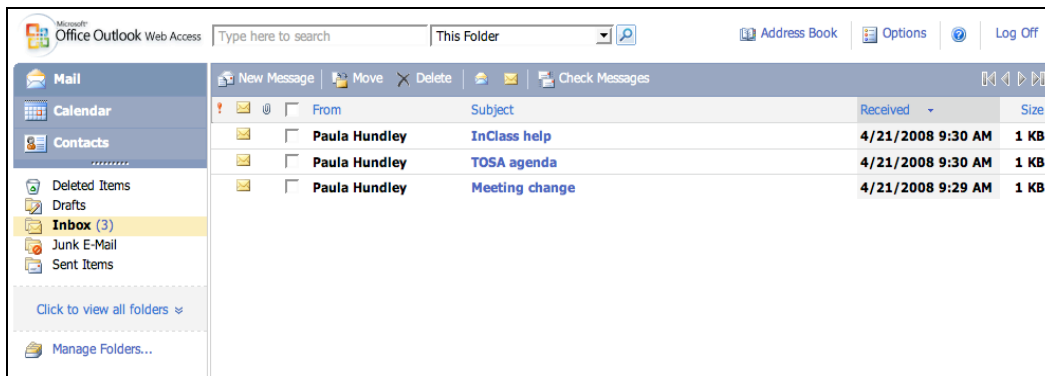 Microsoft®
Office Outlook Web Access Type here to search This Folder Address Book Options Log Off
Mail New Message Move Delete Check Messages
Calendar From Subject Received Size
Contacts
Paula Hundley InClass help 4/21/2008 9:30 AM 1 KB
Paula Hundley TOSA agenda 4/21/2008 9:30 AM 1 KB
Paula Hundley Meeting change 4/21/2008 9:29 AM 1 KB
Deleted Items
Drafts
Inbox (3)
Junk E-Mail
Sent Items
Click to view all folders
Manage Folders...